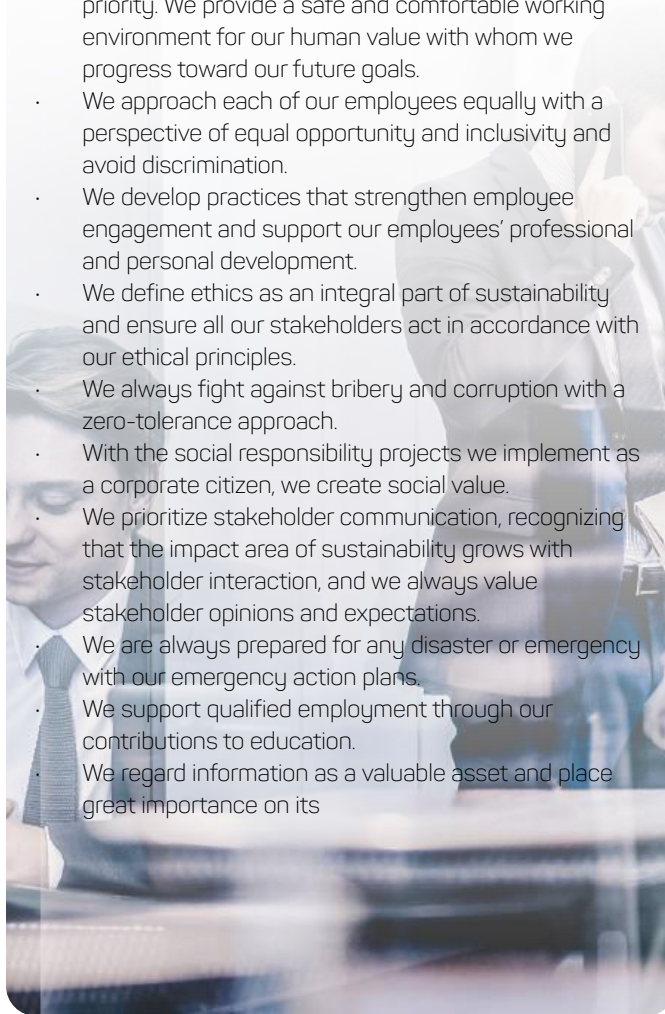 priority. We provide a safe and comfortable working
environment for our human value with whom we
progress toward our future goals.
· We approach each of our employees equally with a
perspective of equal opportunity and inclusivity and
avoid discrimination.
· We develop practices that strengthen employee
engagement and support our employees’ professional
and personal development.
· We define ethics as an integral part of sustainability
and ensure all our stakeholders act in accordance with
our ethical principles.
· We always fight against bribery and corruption with a
zero-tolerance approach.
· With the social responsibility projects we implement as
a corporate citizen, we create social value.
· We prioritize stakeholder communication, recognizing
that the impact area of sustainability grows with
stakeholder interaction, and we always value
stakeholder opinions and expectations.
· We are always prepared for any disaster or emergency
with our emergency action plans.
· We support qualified employment through our
contributions to education.
· We regard information as a valuable asset and place
great importance on its